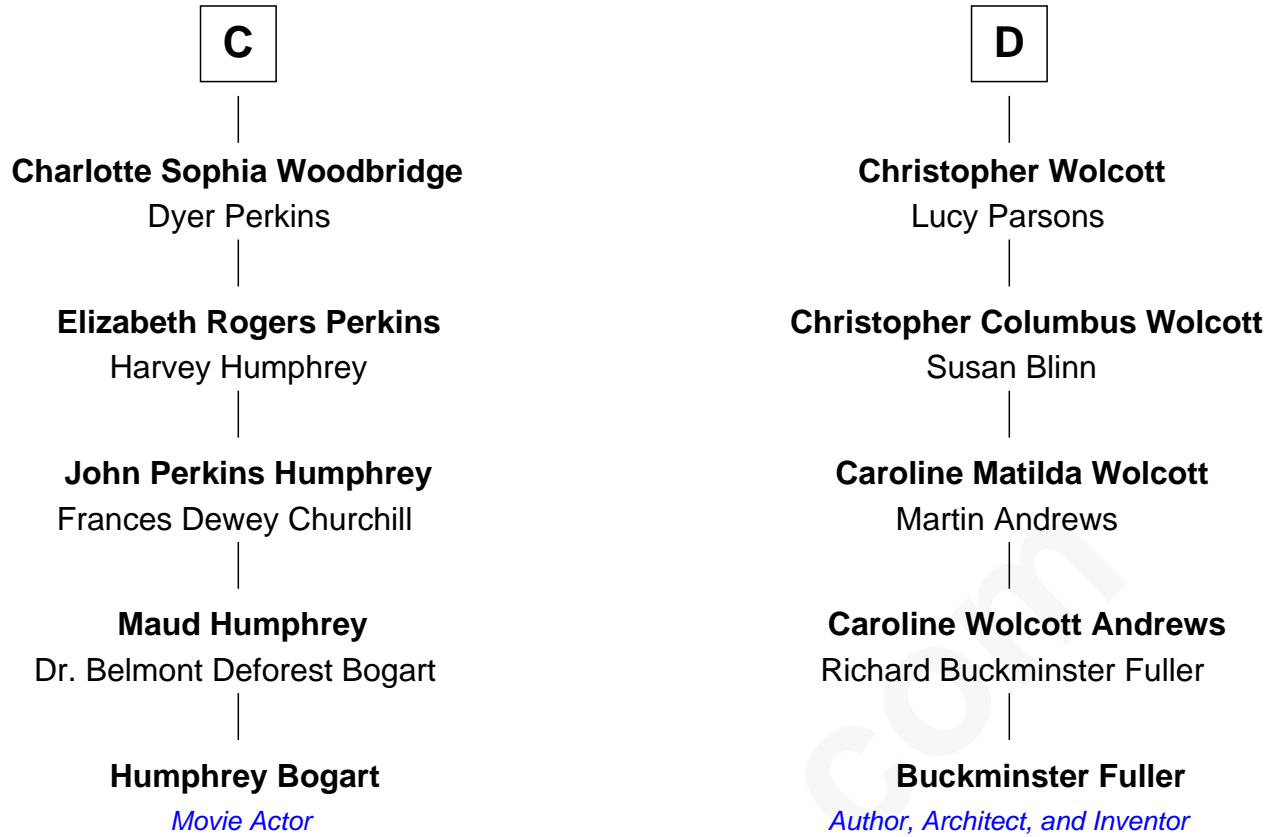 C
Charlotte Sophia Woodbridge
Dyer Perkins
Elizabeth Rogers Perkins
Harvey Humphrey
John Perkins Humphrey
Frances Dewey Churchill
Maud Humphrey
Dr. Belmont Deforest Bogart
Humphrey Bogart
Movie Actor
D
Christopher Wolcott
Lucy Parsons
Christopher Columbus Wolcott
Susan Blinn
Caroline Matilda Wolcott
Martin Andrews
Caroline Wolcott Andrews
Richard Buckminster Fuller
Buckminster Fuller
Author, Architect, and Inventor
com